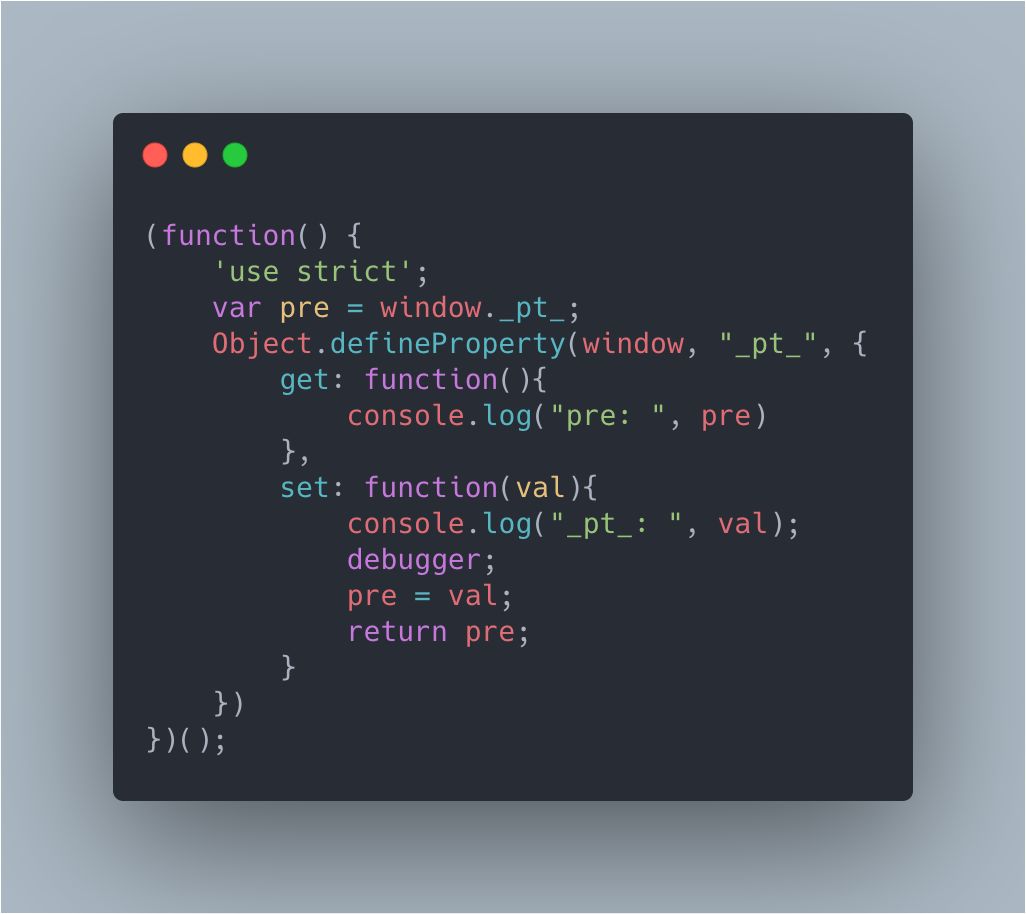 (function() {
    'use strict';
    var pre = window._pt_;
    Object.defineProperty(window, "_pt_", {
        get: function(){
            console.log("pre: ", pre)
        },
        set: function(val){
            console.log("_pt_: ", val);
            debugger;
            pre = val;
            return pre;
        }
    })
})();